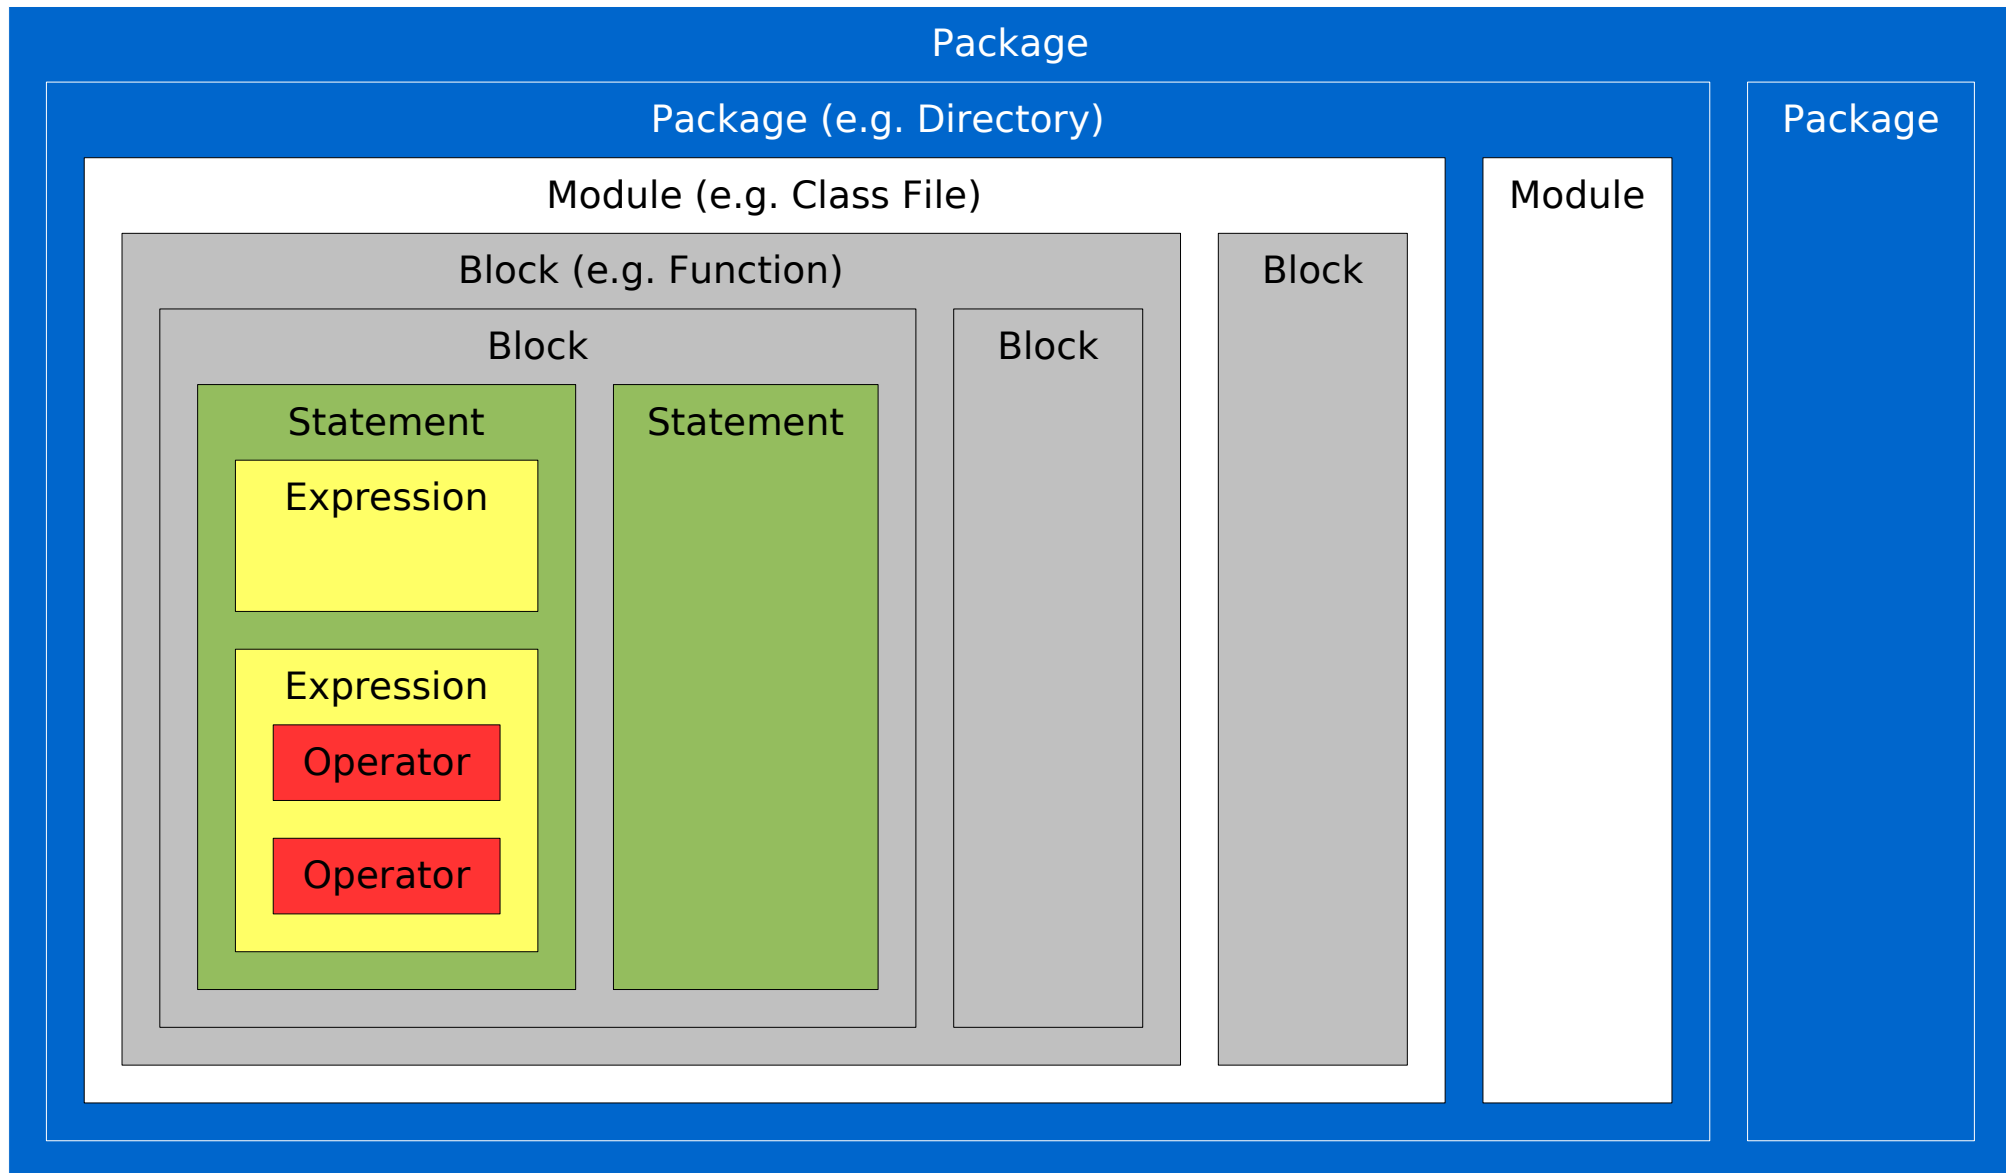 Package
Package (e.g. Directory)
Package
Module (e.g. Class File)
Module
Block (e.g. Function)
Block
Block
Block
Statement
Statement
Expression
Expression
Operator
Operator